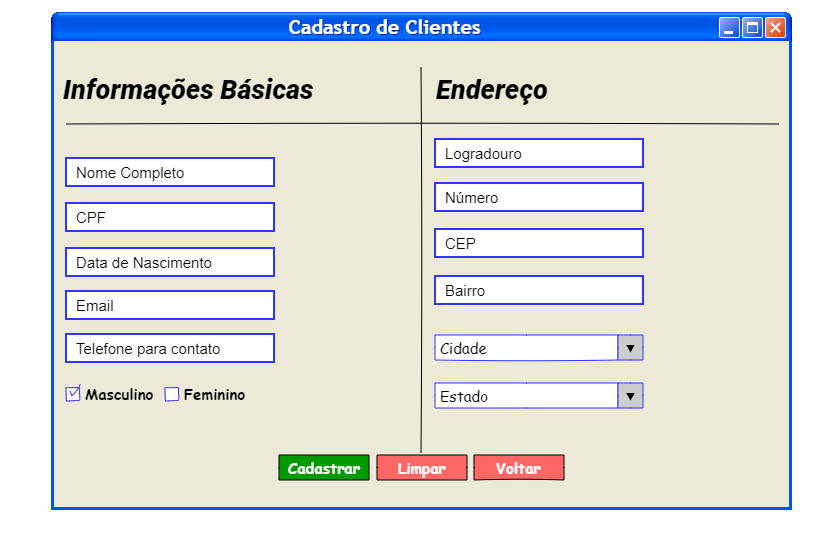 Cadastro de Clientes
Informações Básicas
Nome Completo
CPF
Data de Nascimento
Email
Telefone para contato
Masculino Feminino
Endereço
Logradouro
Número
CEP
Bairro
Cidade
Estado
Cadastrar Limpar Voltar